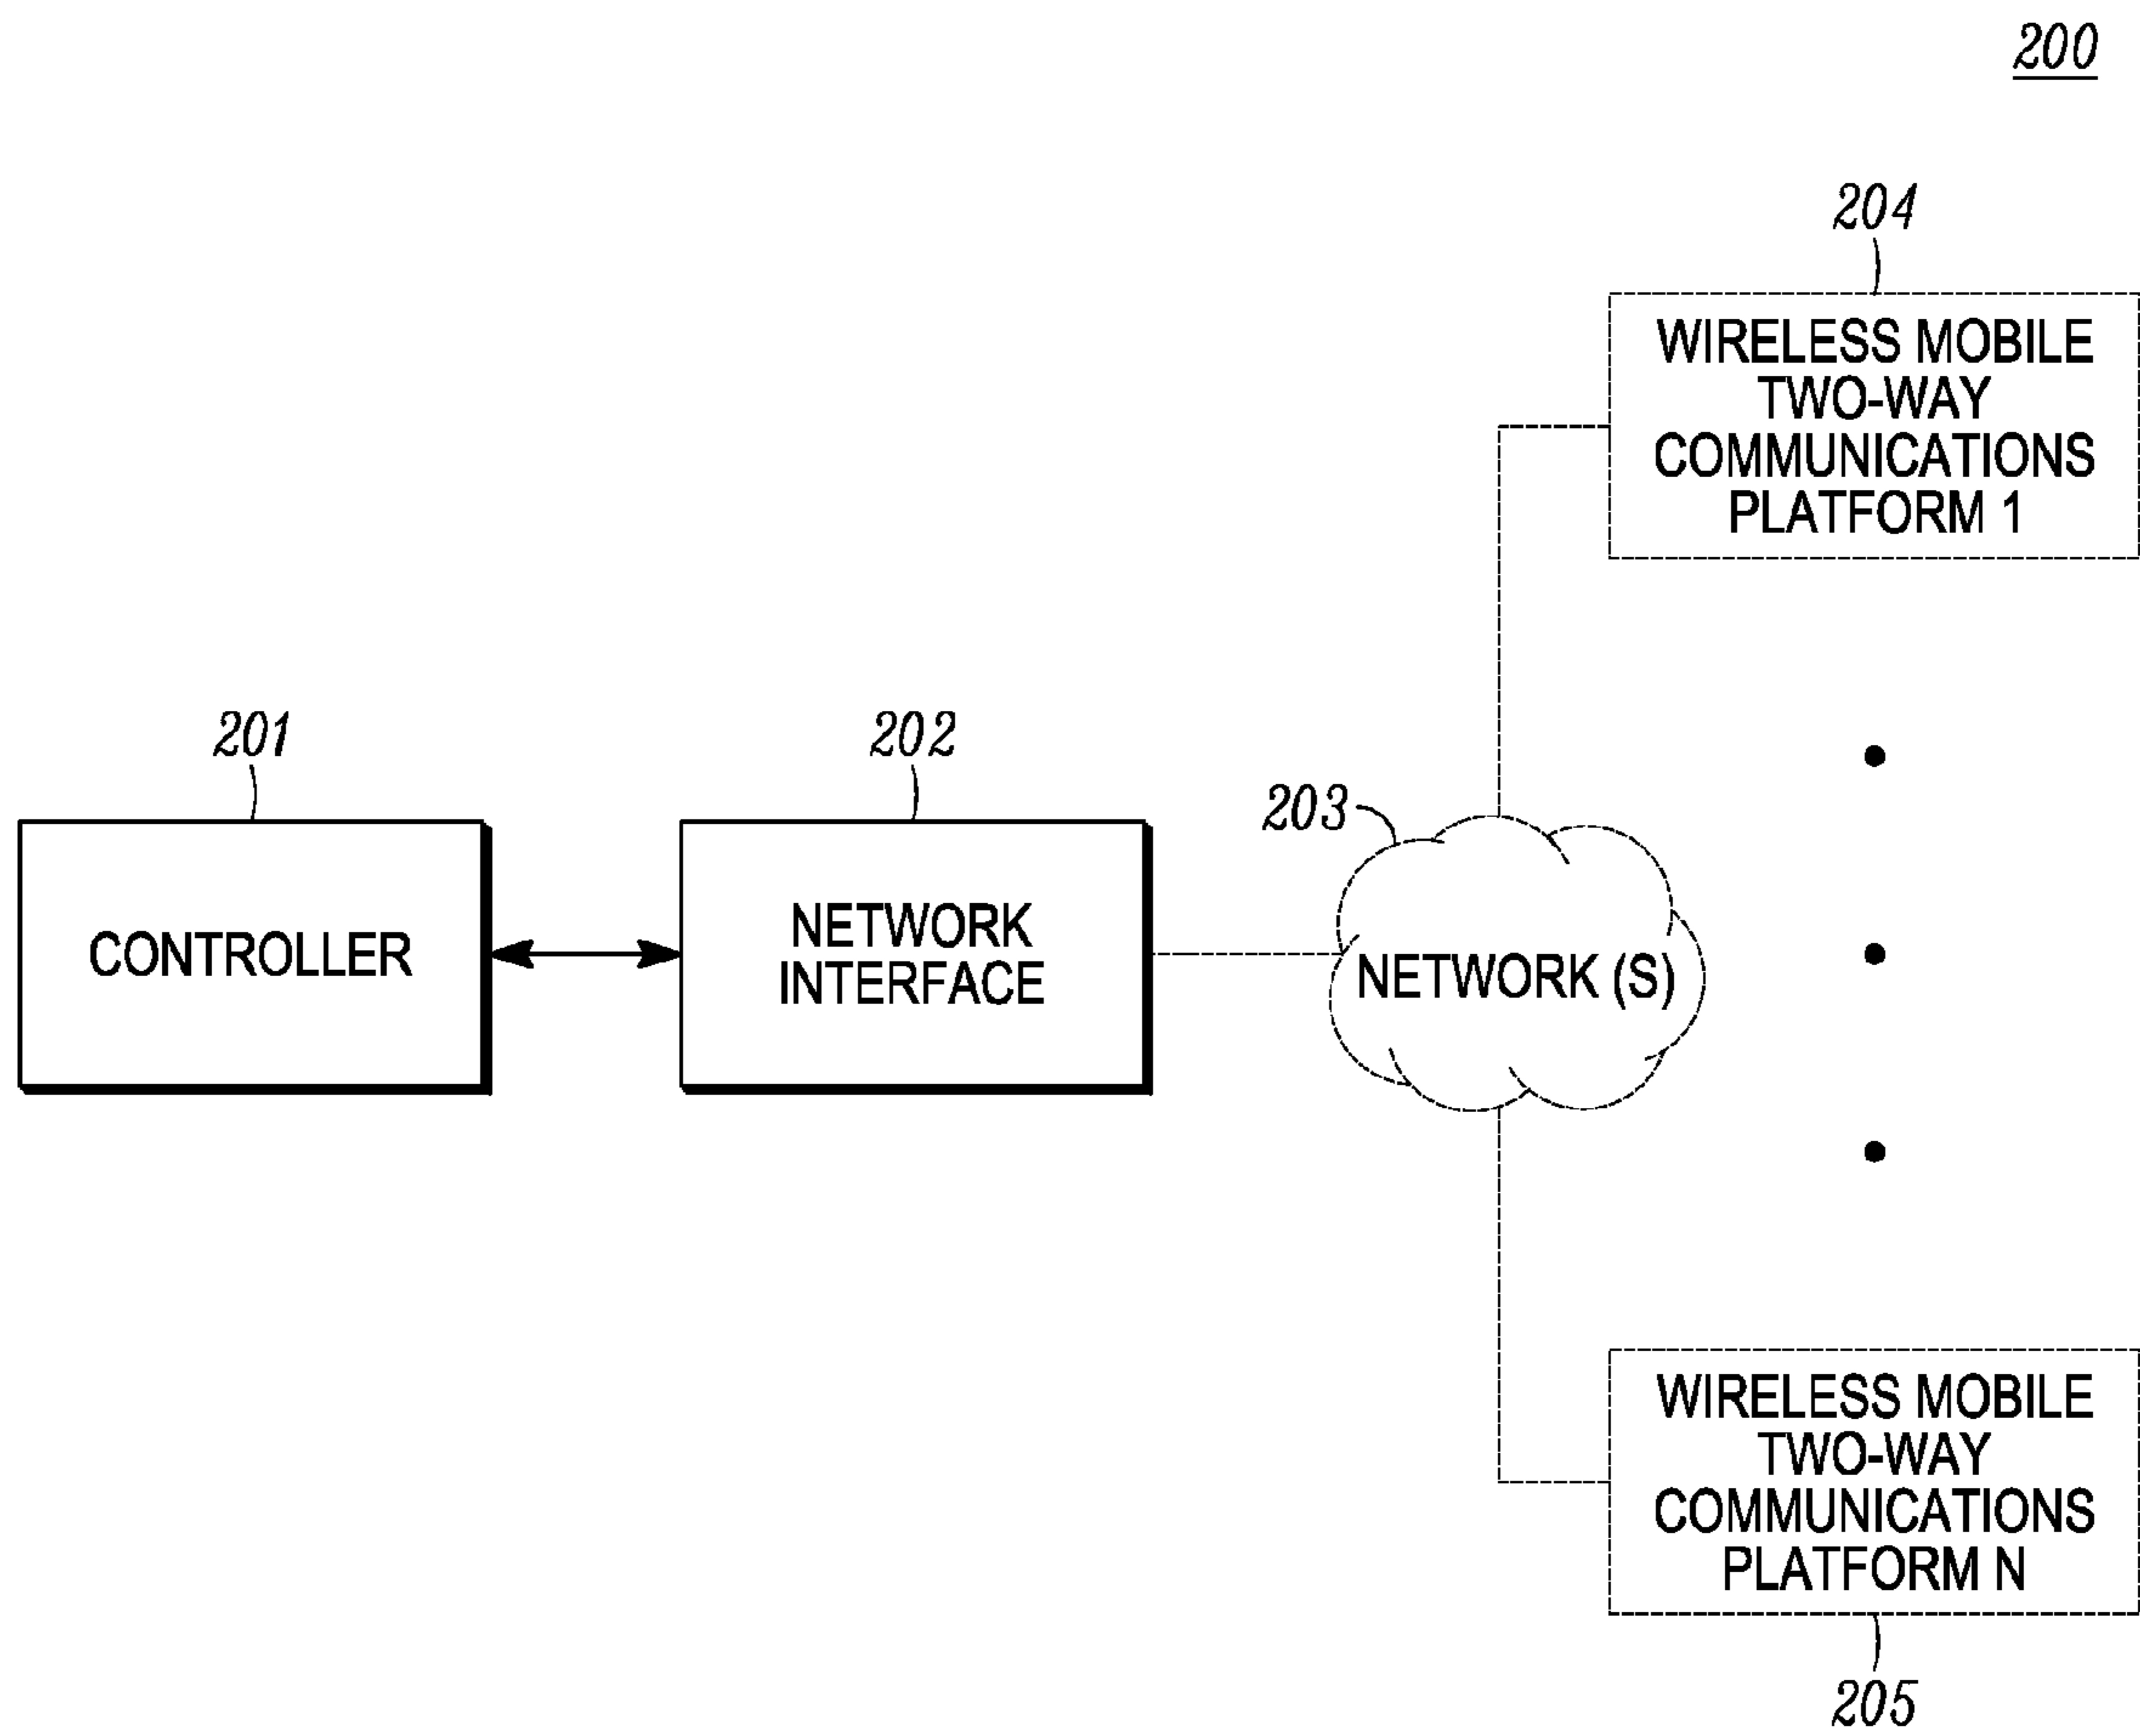 200
204
WIRELESS MOBILE
TWO-WAY
COMMUNICATIONS
PLATFORM 1
201
202
203
CONTROLLER
NETWORK
INTERFACE
NETWORK (S)
WIRELESS MOBILE
TWO-WAY
COMMUNICATIONS
PLATFORM N
205